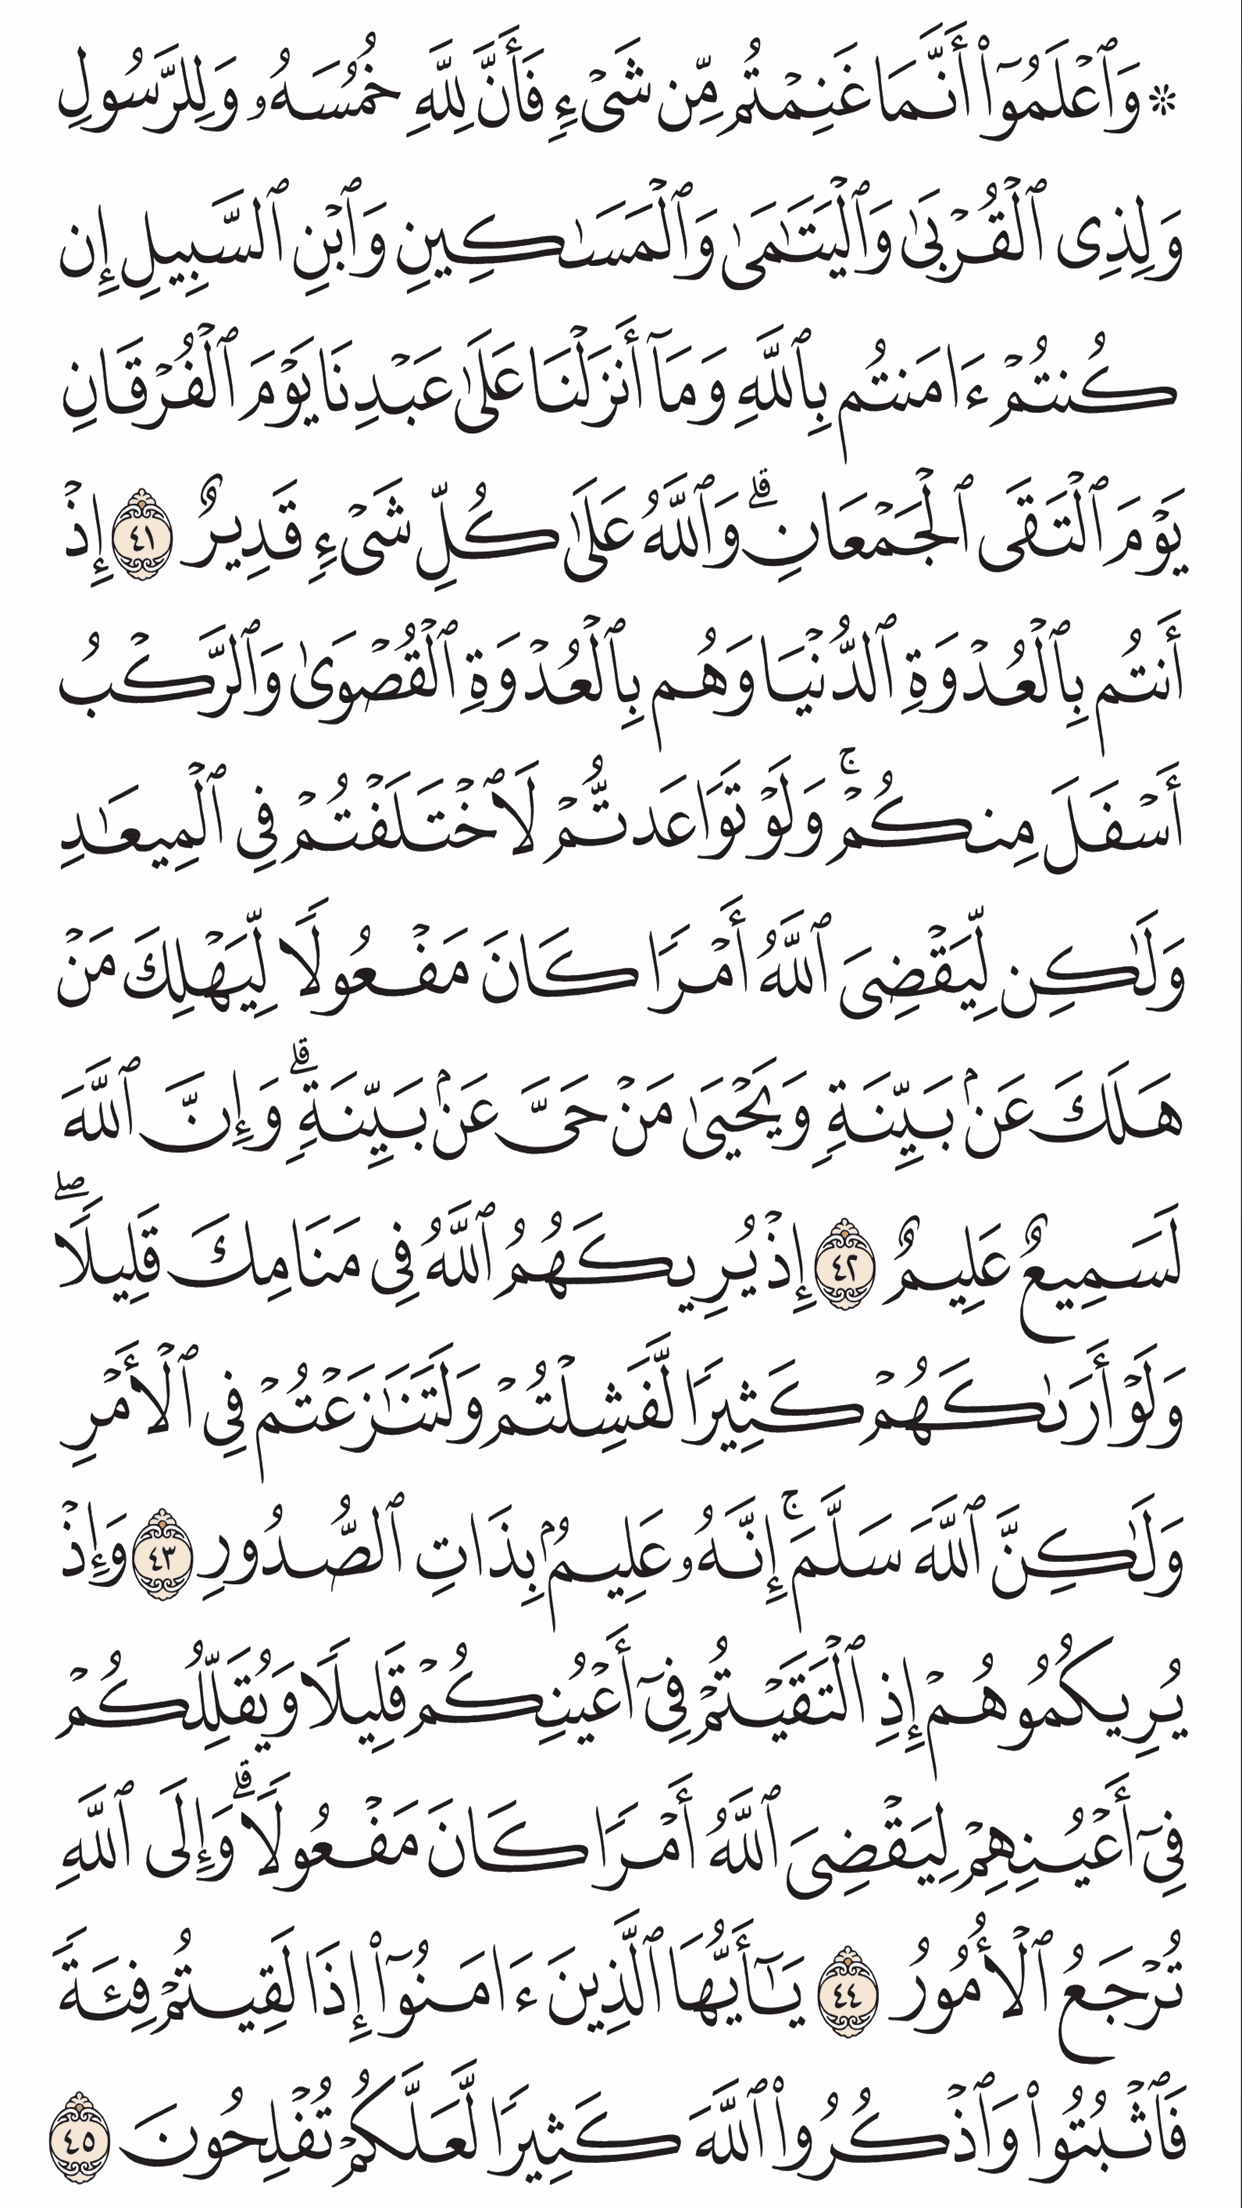 ۞ وَٱعۡلَمُوٓاْ أَنَّمَا غَنِمۡتُم مِّن شَيۡءٖ فَأَنَّ لِلَّهِ خُمُسَهُۥ وَلِلرَّسُولِ
وَلِذِي ٱلۡقُرۡبَىٰ وَٱلۡيَتَٰمَىٰ وَٱلۡمَسَٰكِينِ وَٱبۡنِ ٱلسَّبِيلِ إِن
كُنتُمۡ ءَامَنتُم بِٱللَّهِ وَمَآ أَنزَلۡنَا عَلَىٰ عَبۡدِنَا يَوۡمَ ٱلۡفُرۡقَانِ
يَوۡمَ ٱلۡتَقَى ٱلۡجَمۡعَانِۗ وَٱللَّهُ عَلَىٰ كُلِّ شَيۡءٖ قَدِيرٌ ٤١ إِذۡ
أَنتُم بِٱلۡعُدۡوَةِ ٱلدُّنۡيَا وَهُم بِٱلۡعُدۡوَةِ ٱلۡقُصۡوَىٰ وَٱلرَّكۡبُ
أَسۡفَلَ مِنكُمۡۚ وَلَوۡ تَوَاعَدتُّمۡ لَٱخۡتَلَفۡتُمۡ فِي ٱلۡمِيعَٰدِ
وَلَٰكِن لِّيَقۡضِيَ ٱللَّهُ أَمۡرٗا كَانَ مَفۡعُولٗا لِّيَهۡلِكَ مَنۡ
هَلَكَ عَنۢ بَيِّنَةٖ وَيَحۡيَىٰ مَنۡ حَيَّ عَنۢ بَيِّنَةٖۗ وَإِنَّ ٱللَّهَ
لَسَمِيعٌ عَلِيمٌ ٤٢ إِذۡ يُرِيكَهُمُ ٱللَّهُ فِي مَنَامِكَ قَلِيلٗاۖ
وَلَوۡ أَرَىٰكَهُمۡ كَثِيرٗا لَّفَشِلۡتُمۡ وَلَتَنَٰزَعۡتُمۡ فِي ٱلۡأَمۡرِ
وَلَٰكِنَّ ٱللَّهَ سَلَّمَۚ إِنَّهُۥ عَلِيمُۢ بِذَاتِ ٱلصُّدُورِ ٤٣ وَإِذۡ
يُرِيكُمُوهُمۡ إِذِ ٱلۡتَقَيۡتُمۡ فِيٓ أَعۡيُنِكُمۡ قَلِيلٗا وَيُقَلِّلُكُمۡ
فِيٓ أَعۡيُنِهِمۡ لِيَقۡضِيَ ٱللَّهُ أَمۡرٗا كَانَ مَفۡعُولٗاۗ وَإِلَى ٱللَّهِ
تُرۡجَعُ ٱلۡأُمُورُ ٤٤ يَٰٓأَيُّهَا ٱلَّذِينَ ءَامَنُوٓاْ إِذَا لَقِيتُمۡ فِئَةٗ
فَٱثۡبُتُواْ وَٱذۡكُرُواْ ٱللَّهَ كَثِيرٗا لَّعَلَّكُمۡ تُفۡلِحُونَ ٤٥